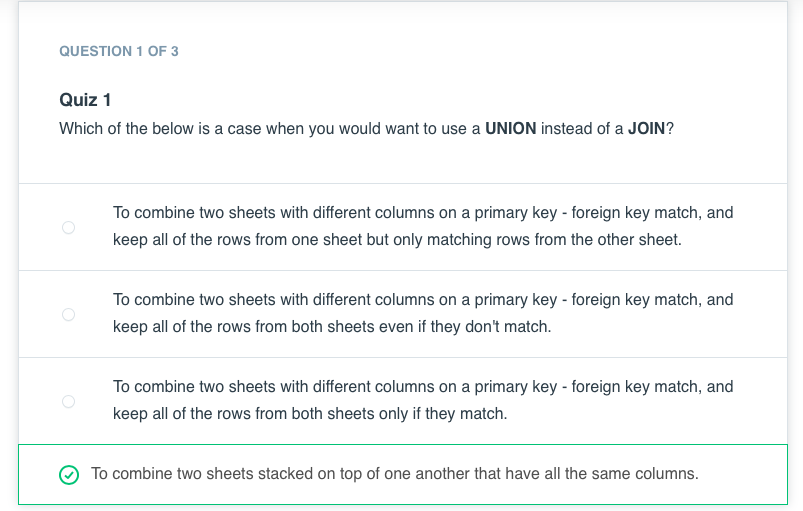 QUESTION 1 OF 3
Quiz 1
Which of the below is a case when you would want to use a UNION instead of a JOIN?
To combine two sheets with different columns on a primary key - foreign key match, and
keep all of the rows from one sheet but only matching rows from the other sheet.
To combine two sheets with different columns on a primary key - foreign key match, and
keep all of the rows from both sheets even if they don't match.
To combine two sheets with different columns on a primary key - foreign key match, and
keep all of the rows from both sheets only if they match.
To combine two sheets stacked on top of one another that have all the same columns.